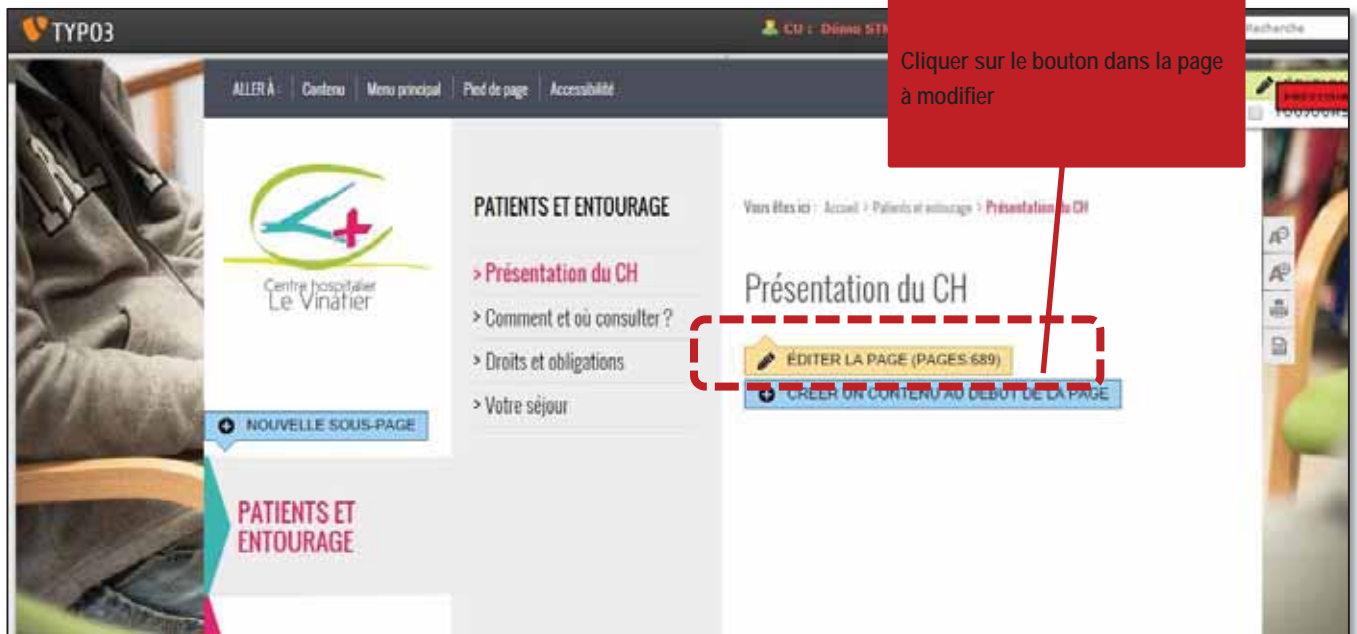 TYPO3
CU : Démo
Recherche
Cliquer sur le bouton dans la page
à modifier
ALLER À
Contenu
Menu principal
Pied de page
Accessibilité
TOUJOURS
Centre hospitalier
Le Vinatier
PATIENTS ET ENTOURAGE
> Présentation du CH
> Comment et où consulter ?
> Droits et obligations
> Votre séjour
Vous êtes ici : Accueil > Patients et entourage > Présentation du CH
Présentation du CH
ÉDITER LA PAGE (PAGES 689)
CRÉER UN CONTENU AU DÉBUT DE LA PAGE
NOUVELLE SOUS-PAGE
PATIENTS ET
ENTOURAGE